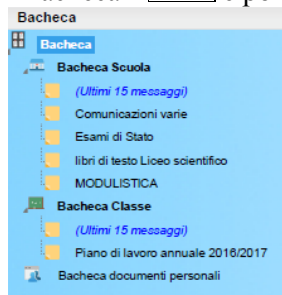 Bacheca
Bacheca
Bacheca Scuola
(Ultimi 15 messaggi)
Comunicazioni varie
Esami di Stato
libri di testo Liceo scientifico
MODULISTICA
Bacheca Classe
(Ultimi 15 messaggi)
Piano di lavoro annuale 2016/2017
Bacheca documenti personali